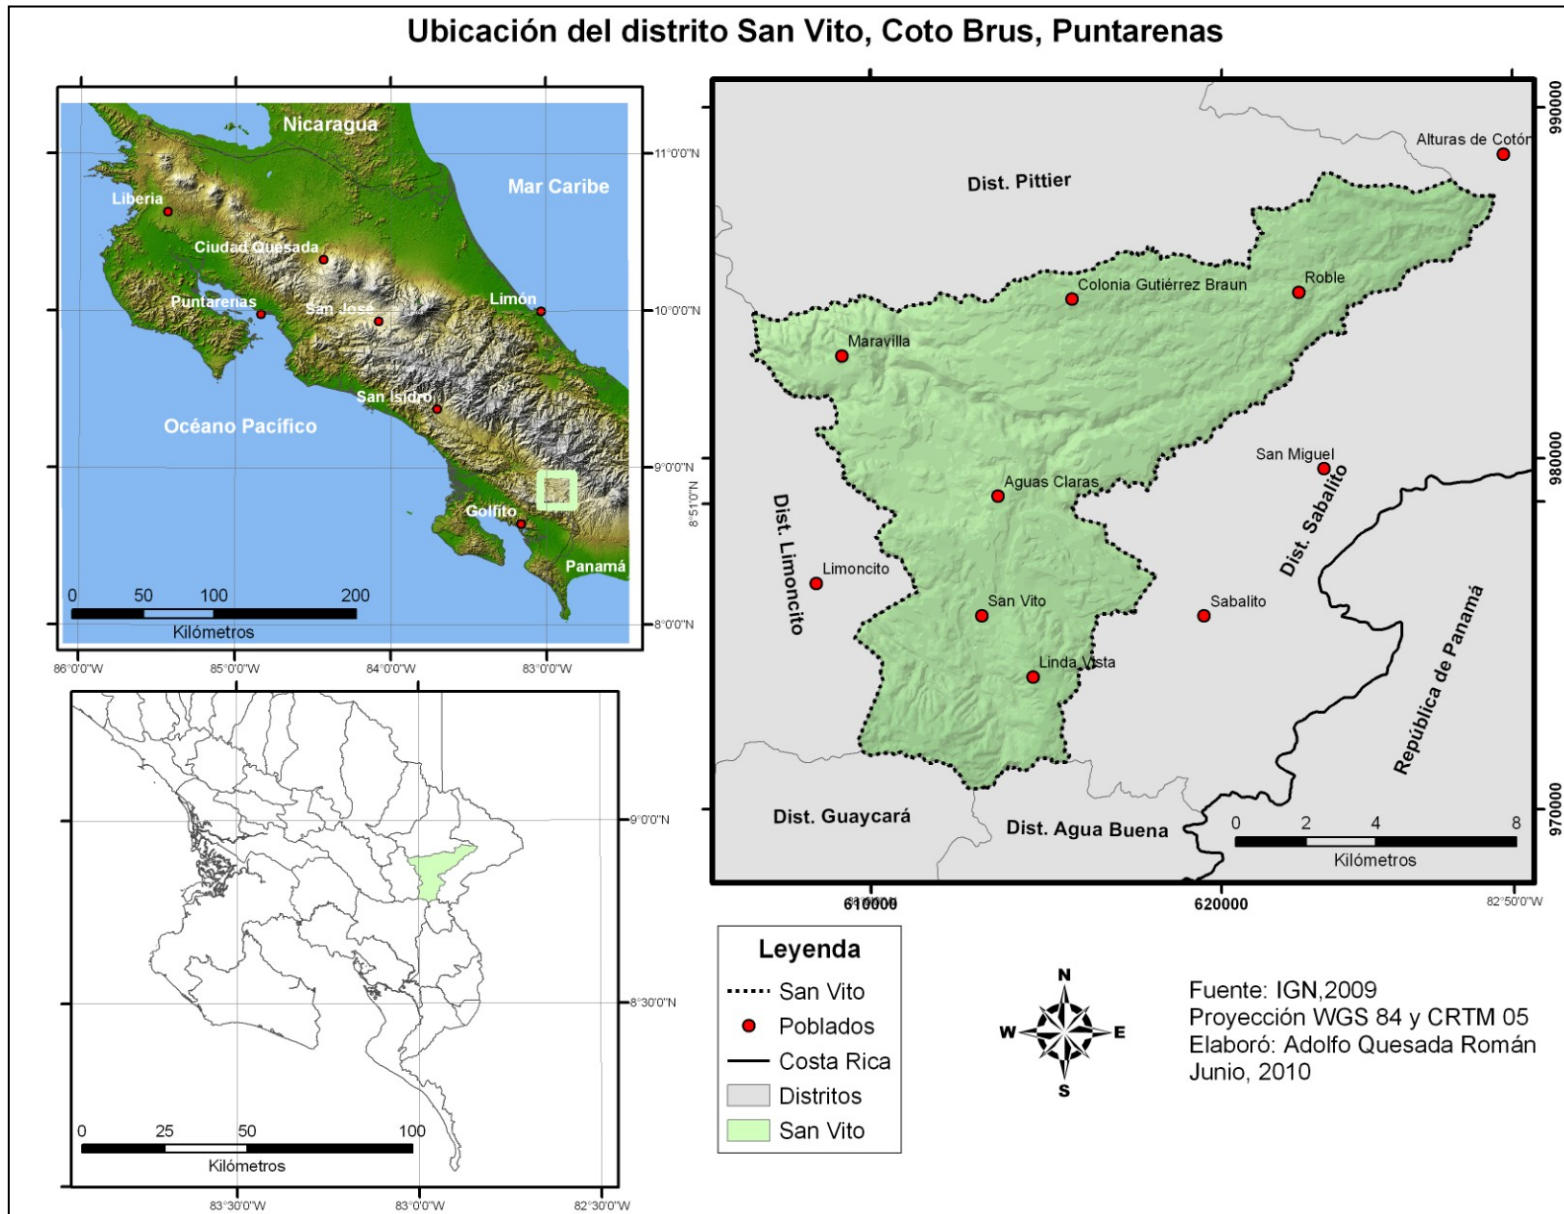 Ubicación del distrito San Vito, Coto Brus, Puntarenas
Nicaragua
Mar Caribe
Liberia
Ciudad Quesada
Puntarenas
San José
Limón
San Isidro
Océano Pacífico
Golfito
Panamá
0 50 100 200
Kilómetros
11°0'0"N
10°0'0"N
9°0'0"N
8°51'0"N
8°0'0"N
86°0'0"W
85°0'0"W
84°0'0"W
83°0'0"W
9°0'0"N
8°30'0"N
0 25 50 100
Kilómetros
83°30'0"W
83°0'0"W
82°30'0"W
Alturas de Cotón
Dist. Pittier
Colonia Gutiérrez Braun
Roble
Maravilla
San Miguel
Aguas Claras
Dist. Sabalito
Dist. Limoncito
Limoncito
San Vito
Sabalito
Linda Vista
República de Panamá
Dist. Guaycará
Dist. Agua Buena
0 2 4 8
Kilómetros
990000
980000
970000
610000
620000
82°50'0"W
Leyenda
San Vito
Poblados
Costa Rica
Distritos
San Vito
N
W
E
S
Fuente: IGN,2009
Proyección WGS 84 y CRTM 05
Elaboró: Adolfo Quesada Román
Junio, 2010